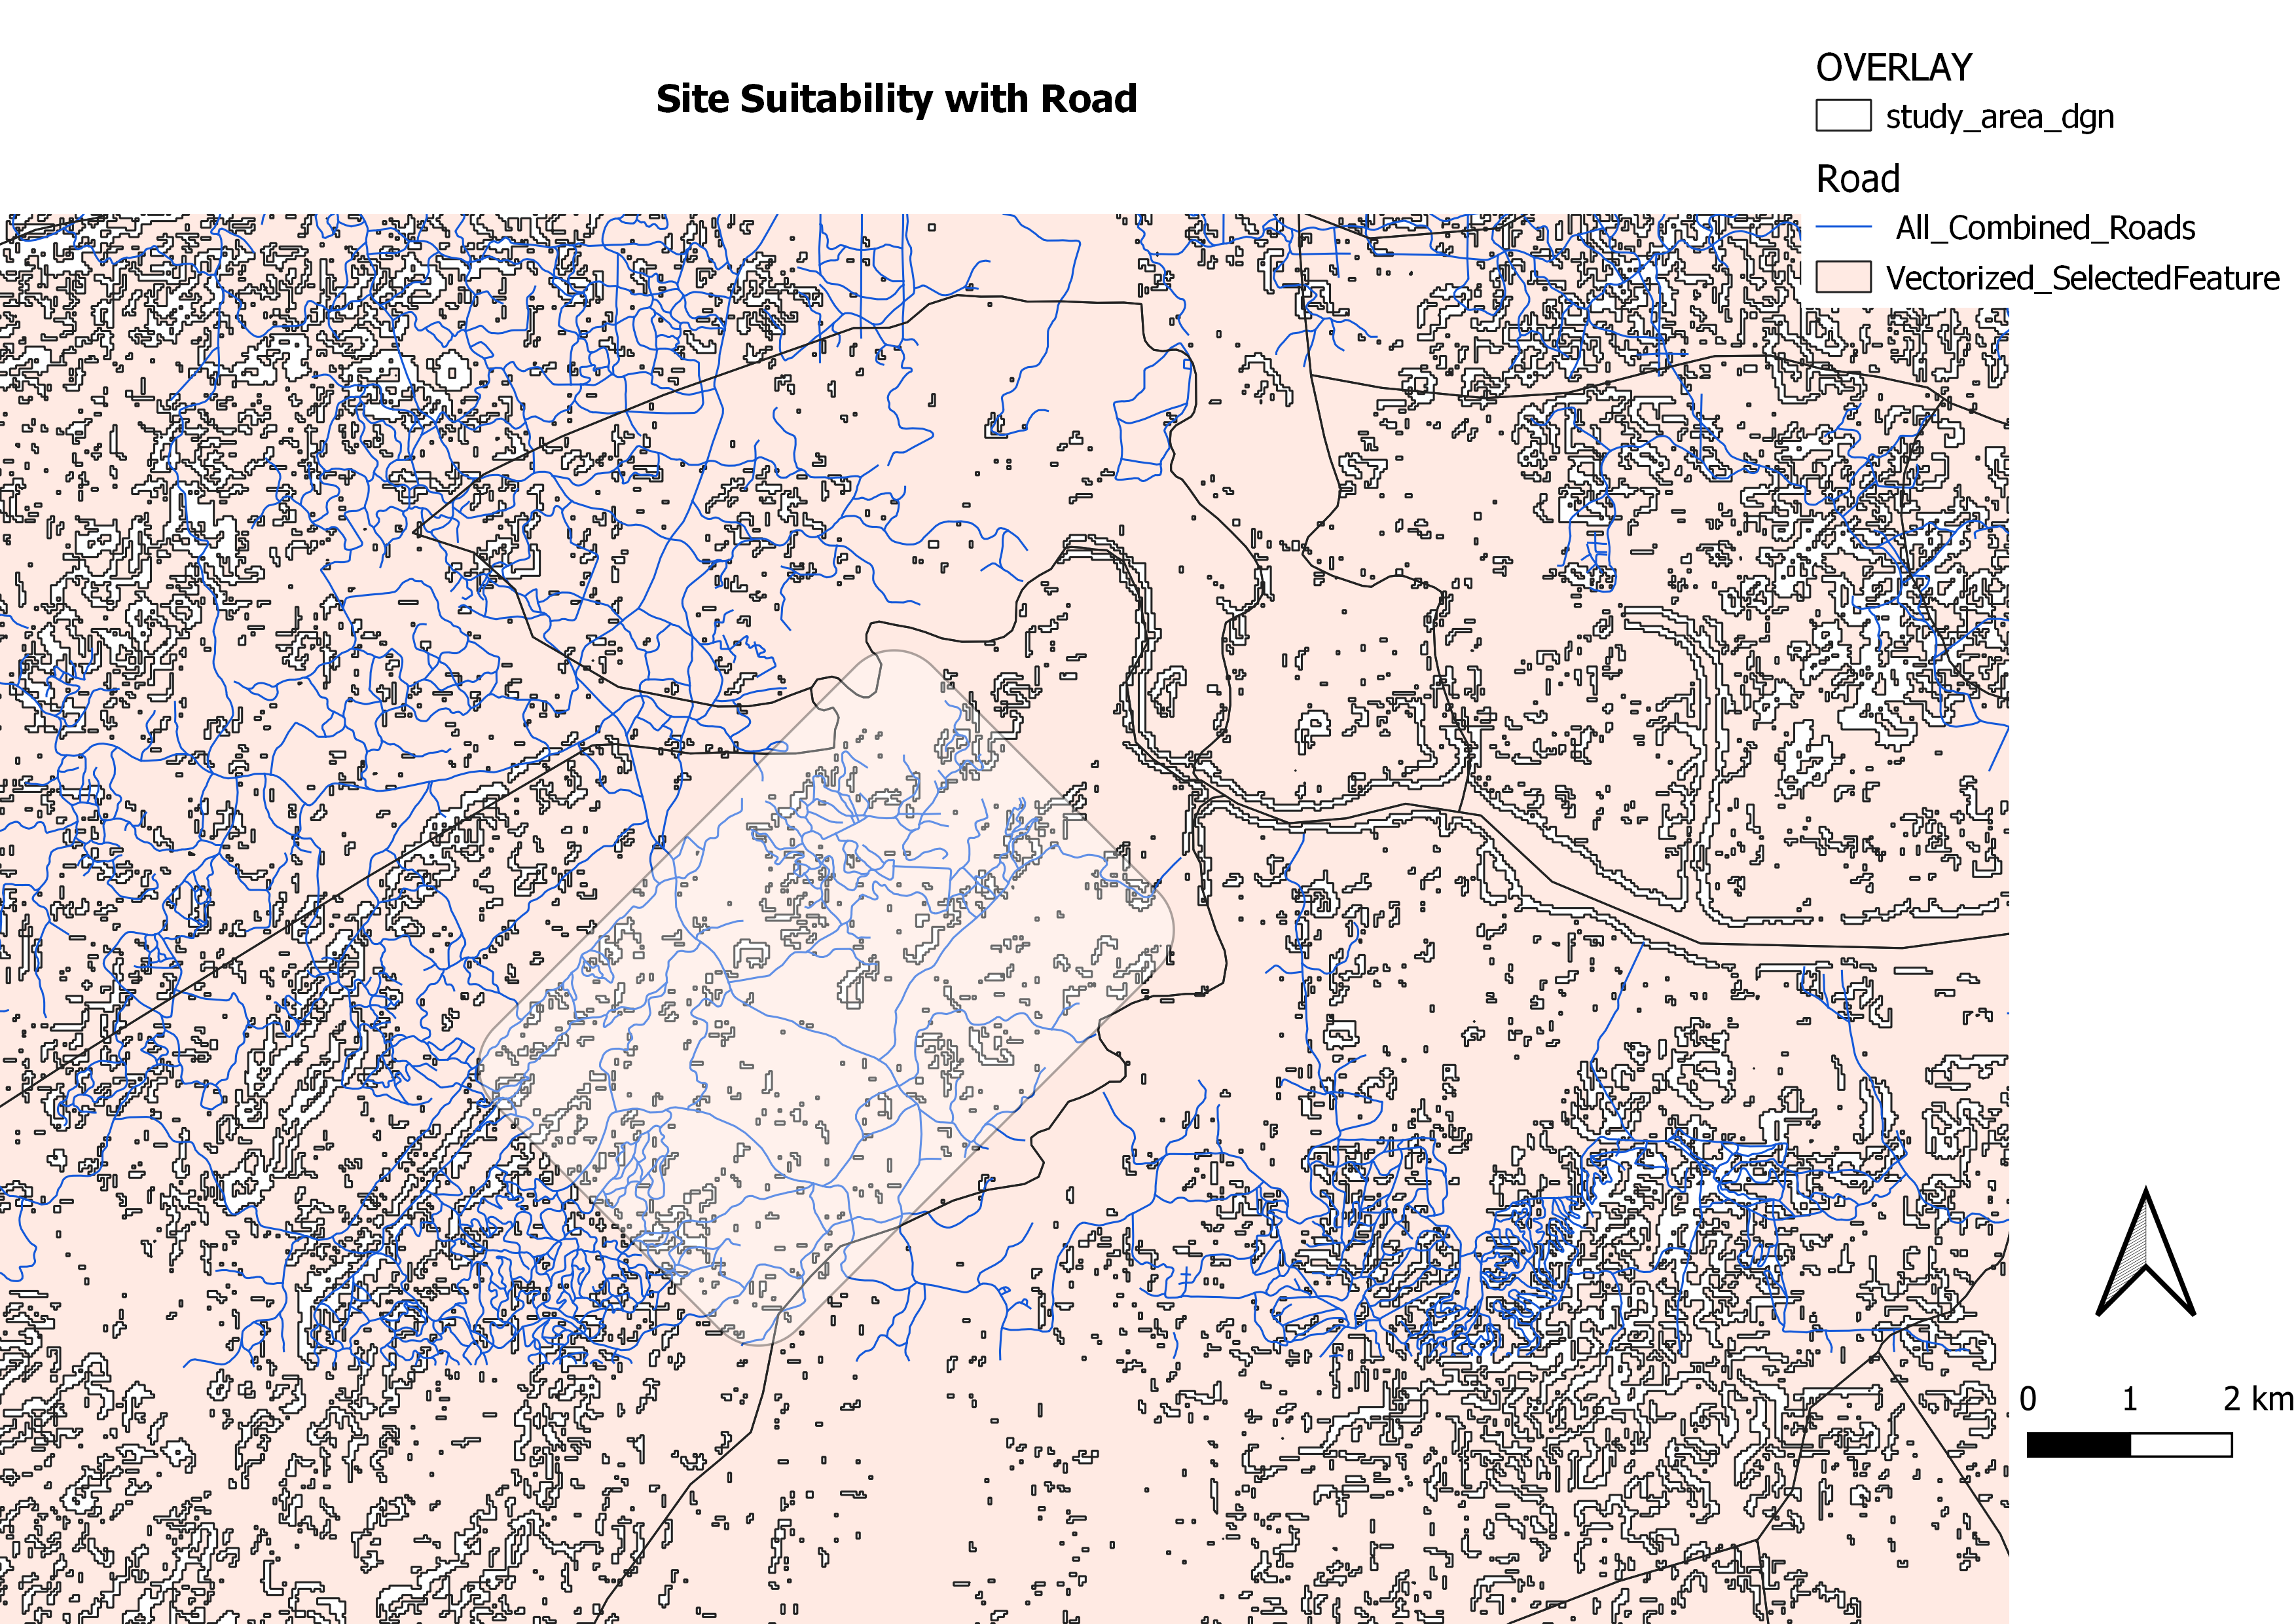 Site Suitability with Road
OVERLAY
study_area_dgn
Road
All_Combined_Roads
Vectorized_SelectedFeature
0 1 2 km